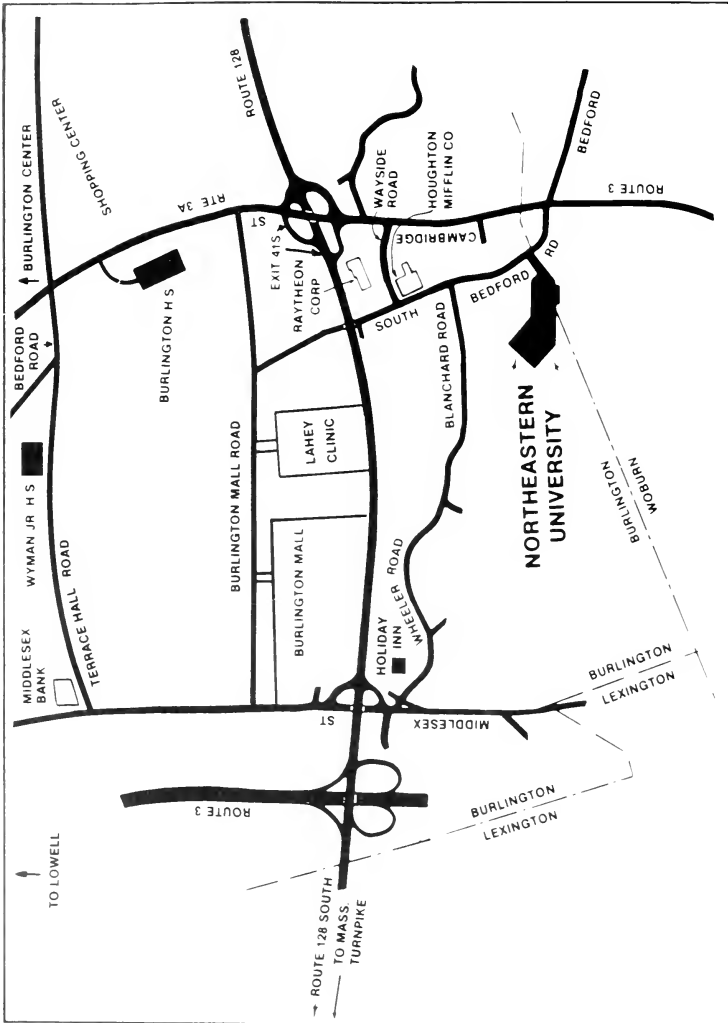 TO LOWELL
MIDDLESEX
BANK
WYMAN JR H S
BEDFORD
ROAD
BURLINGTON CENTER
SHOPPING CENTER
TERRACE HALL ROAD
BURLINGTON H S
RTE 3A
ROUTE 128
BURLINGTON MALL ROAD
ST
EXIT 41S
RAYTHEON
CORP
WAYSIDE
ROAD
HOUGHTON
MIFFLIN CO
LAHEY
CLINIC
BURLINGTON MALL
ST
ROUTE 3
ROUTE 128 SOUTH
TO MASS.
TURNPIKE
HOLIDAY
INN
WHEELER ROAD
BLANCHARD ROAD
SOUTH
BEDFORD
RD
CAMBRIDGE
BEDFORD
ROUTE 3
MIDDLESEX
NORTHEASTERN
UNIVERSITY
BURLINGTON
WOBURN
BURLINGTON
LEXINGTON
BURLINGTON
LEXINGTON